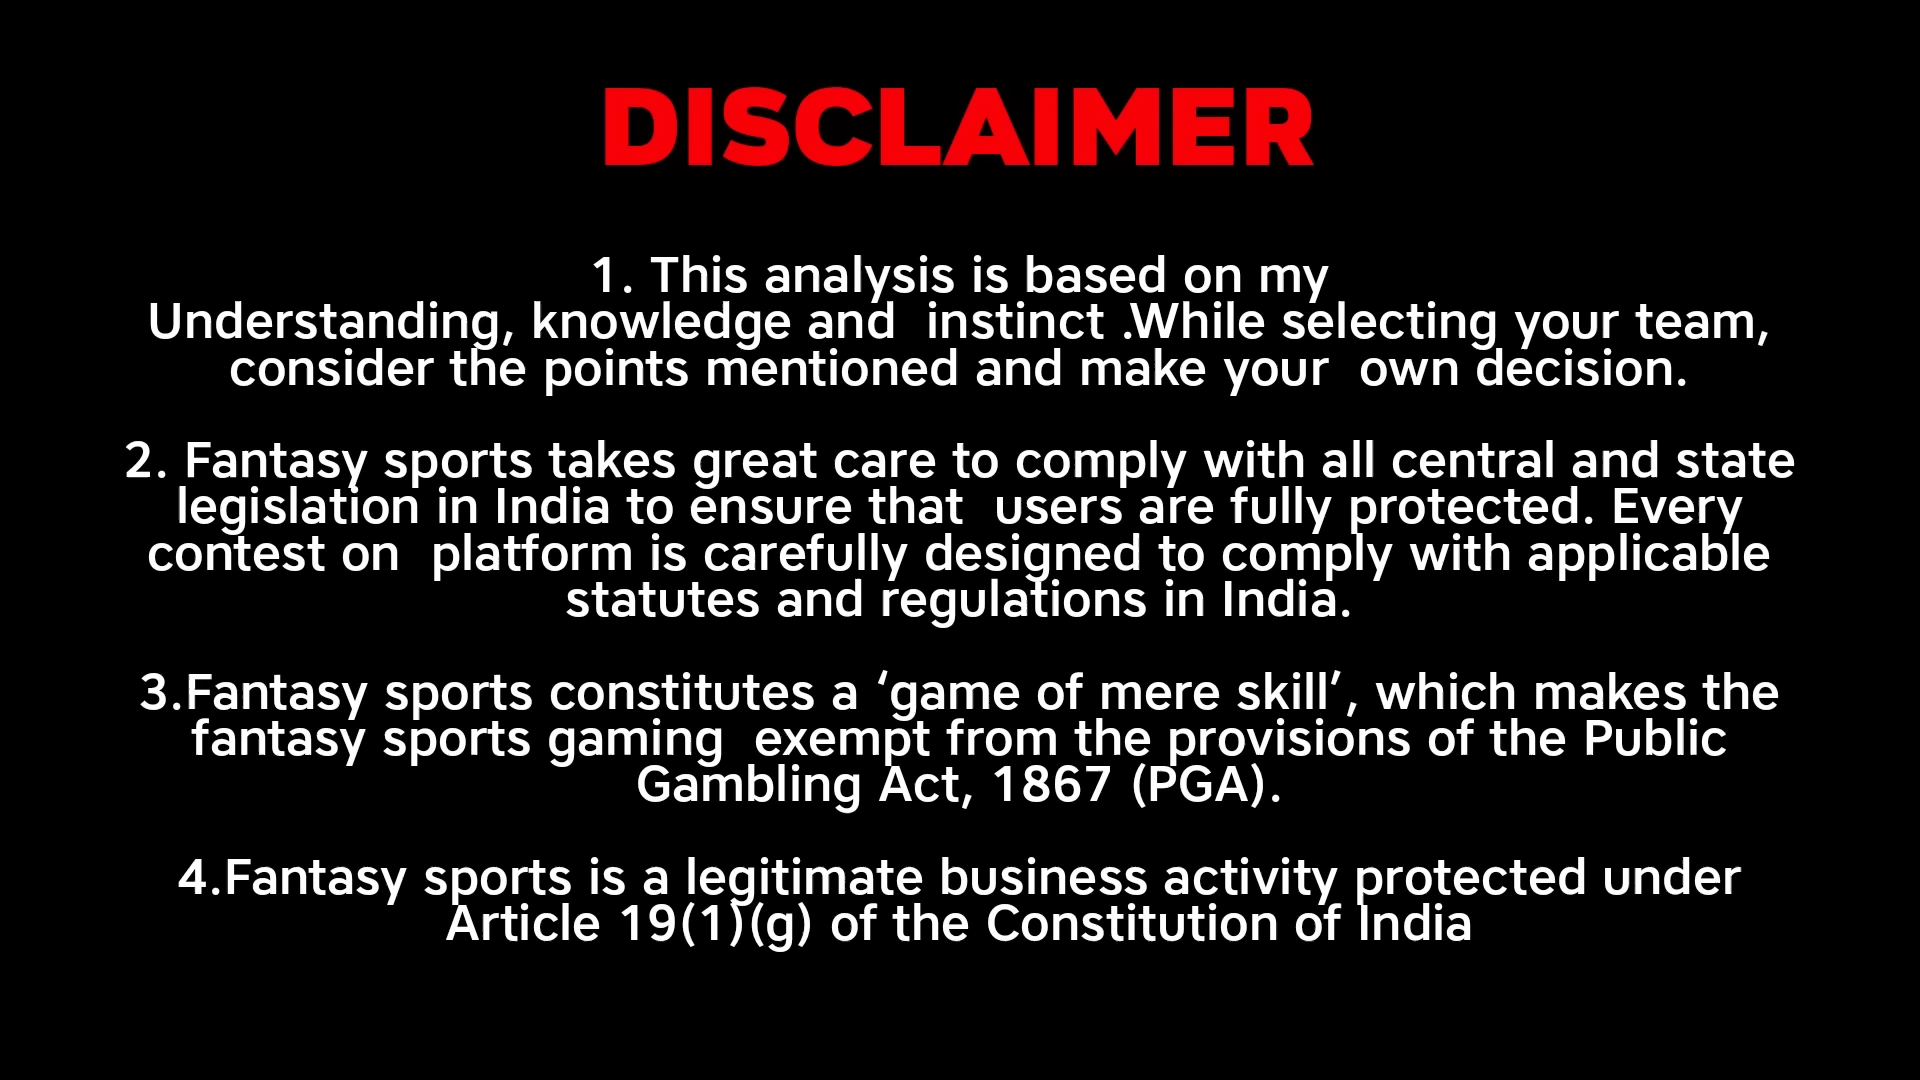 DISCLAIMER
1. This analysis is based on my
Understanding, knowledge and  instinct .While selecting your team,
consider the points mentioned and make your  own decision.
2. Fantasy sports takes great care to comply with all central and state
legislation in India to ensure that  users are fully protected. Every
contest on  platform is carefully designed to comply with applicable
statutes and regulations in India.
3.Fantasy sports constitutes a ‘game of mere skill’, which makes the
fantasy sports gaming  exempt from the provisions of the Public
Gambling Act, 1867 (PGA).
4.Fantasy sports is a legitimate business activity protected under
Article 19(1)(g) of the Constitution of India